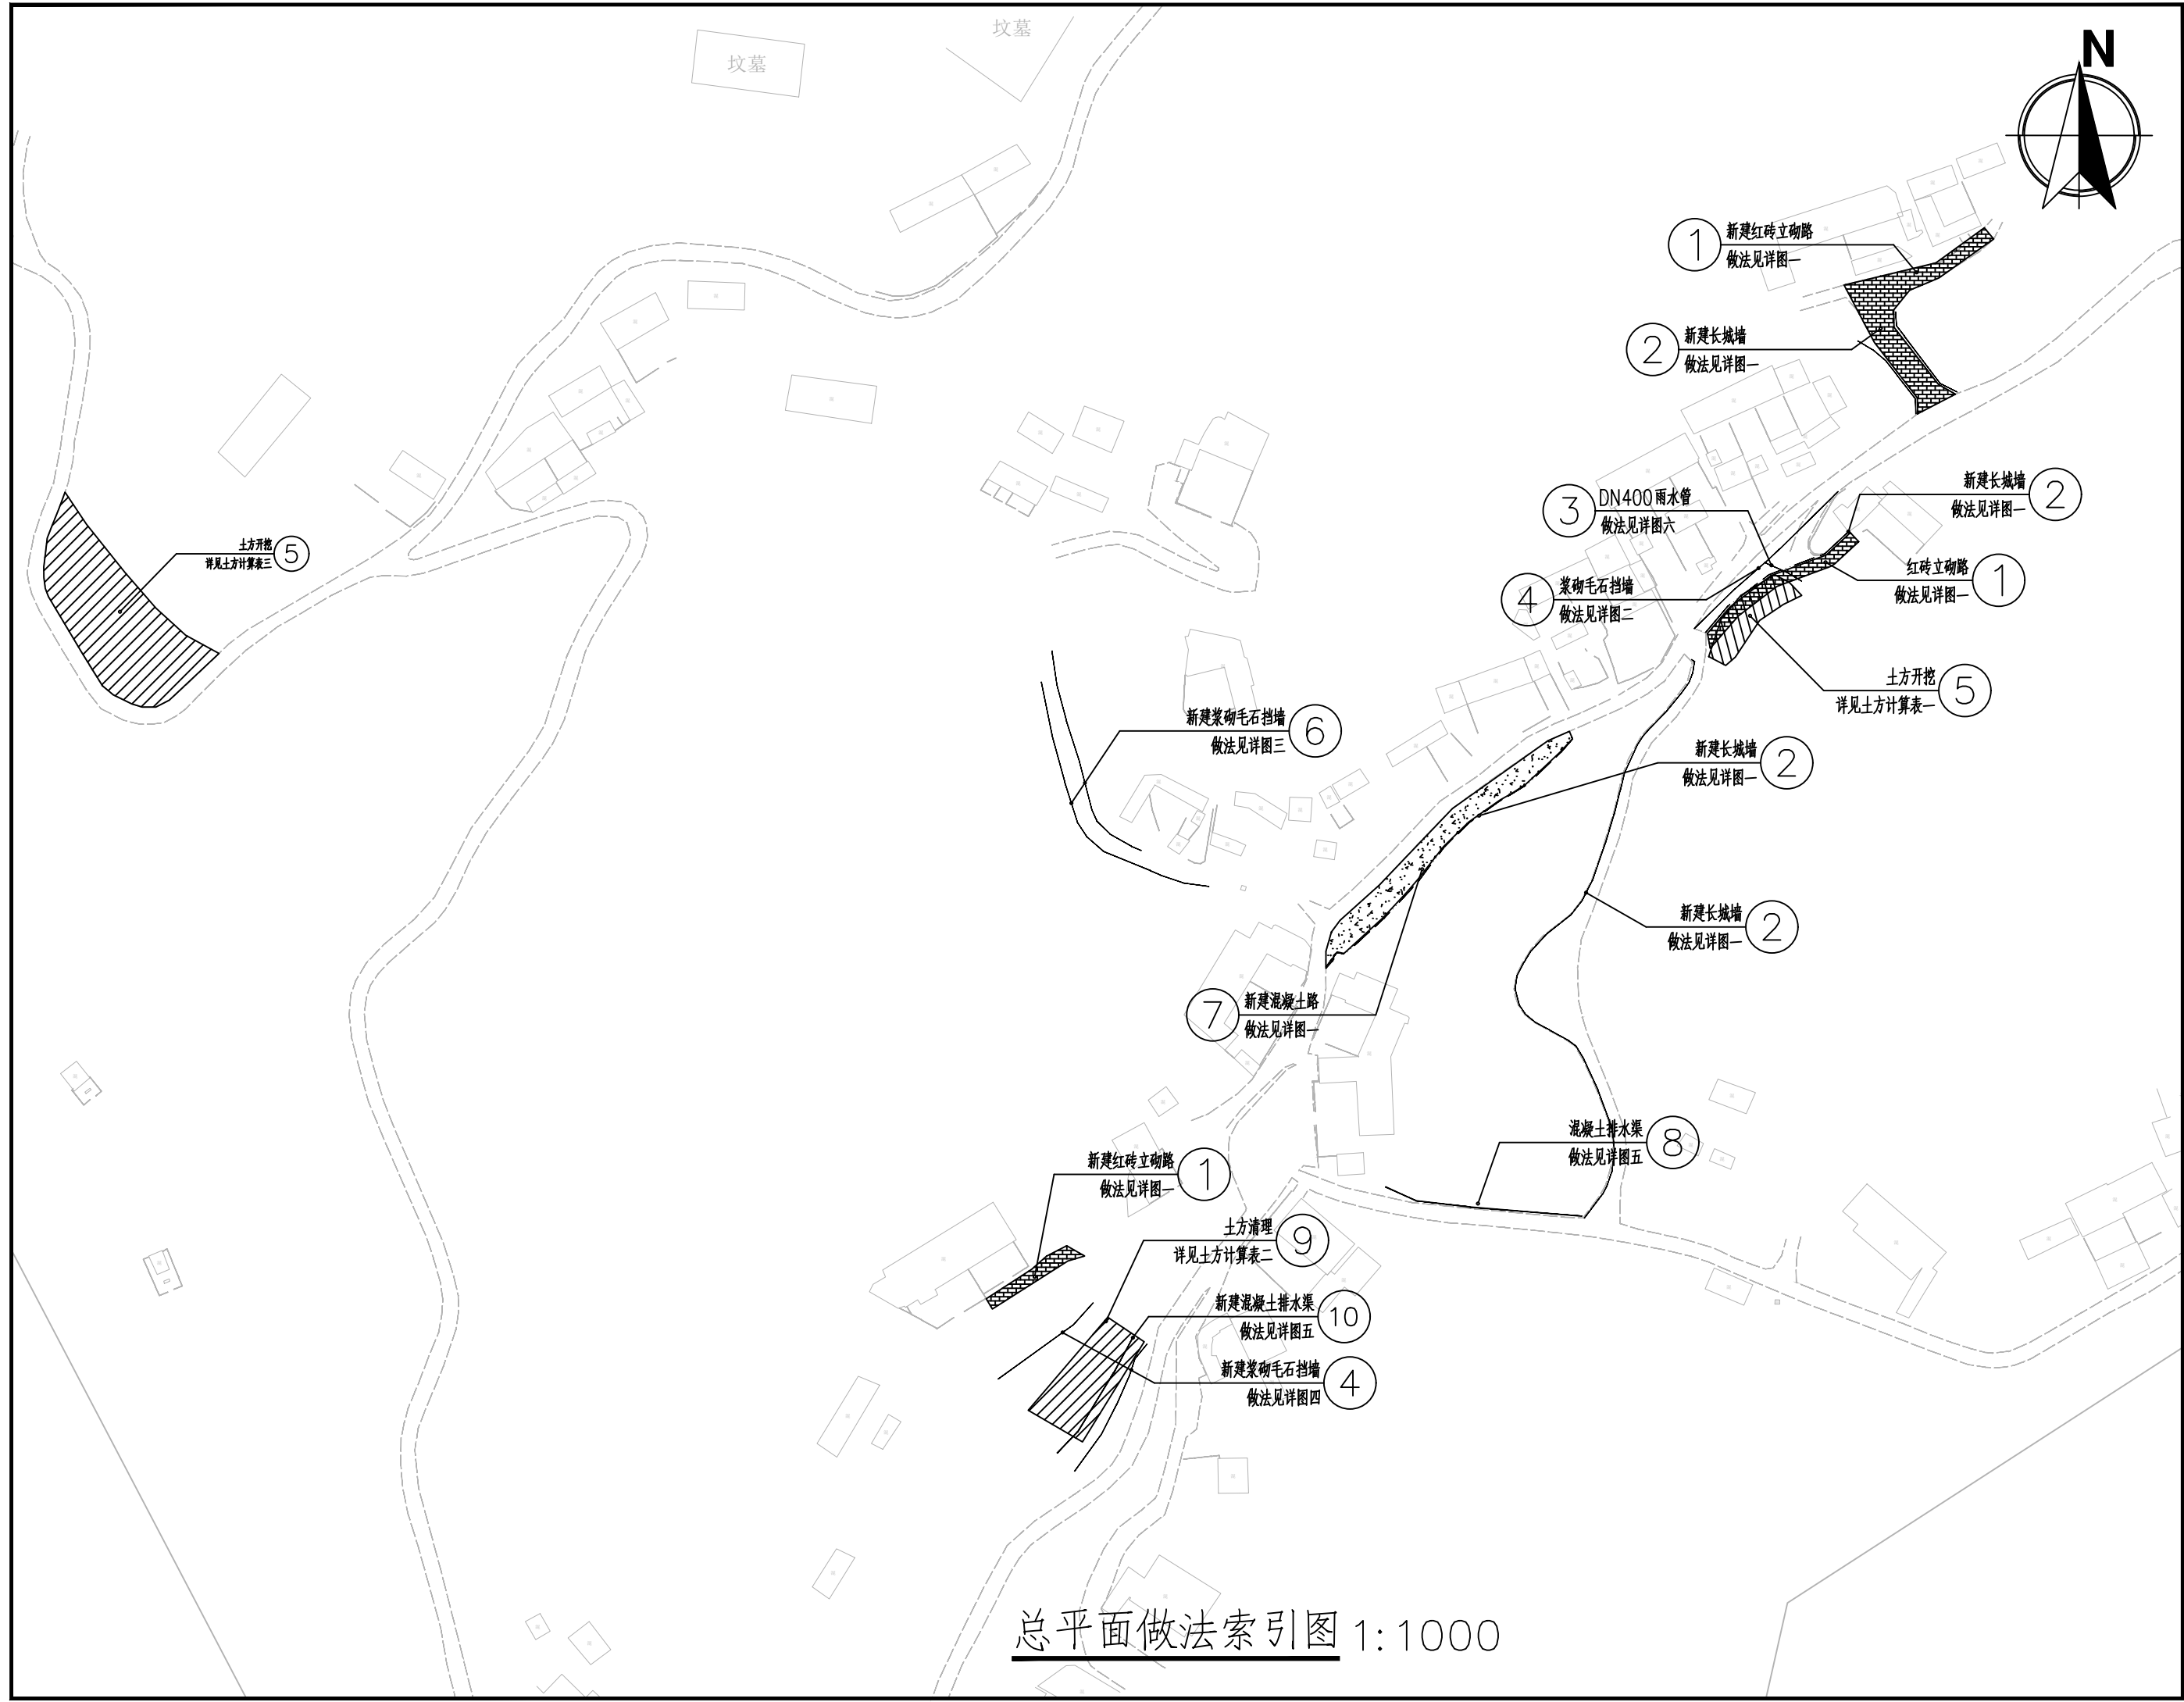 坟墓
坟墓
N
① 新建红砖立砌路
做法见详图一
② 新建长城墙
做法见详图一
新建长城墙 ②
做法见详图一
③ DN400雨水管
做法见详图六
土方开挖 ⑤
详见土方计算表三
红砖立砌路 ①
做法见详图一
④ 浆砌毛石挡墙
做法见详图二
土方开挖 ⑤
详见土方计算表一
新建浆砌毛石挡墙 ⑥
做法见详图三
新建长城墙 ②
做法见详图一
新建长城墙 ②
做法见详图一
⑦ 新建混凝土路
做法见详图一
混凝土排水渠 ⑧
做法见详图五
新建红砖立砌路 ①
做法见详图一
土方清理 ⑨
详见土方计算表二
新建混凝土排水渠 ⑩
做法见详图五
新建浆砌毛石挡墙 ④
做法见详图四
总平面做法索引图 1:1000